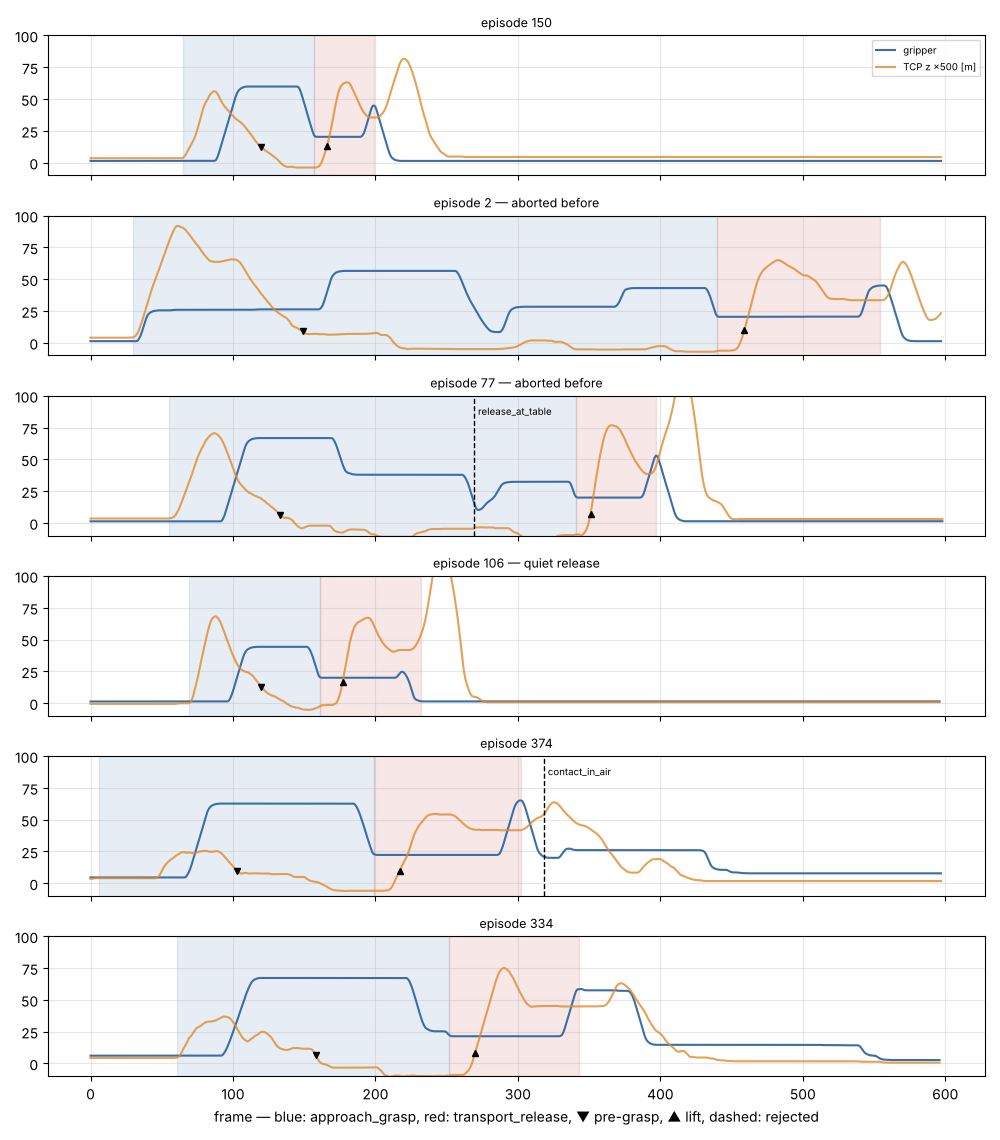 episode 150
100
75
50
25
0
gripper
TCP z ×500 [m]
episode 2 — aborted before
100
75
50
25
0
episode 77 — aborted before
100
75
50
25
0
release_at_table
episode 106 — quiet release
100
75
50
25
0
episode 374
100
75
50
25
0
contact_in_air
episode 334
100
75
50
25
0
0 100 200 300 400 500 600
frame — blue: approach_grasp, red: transport_release, ▼ pre-grasp, ▲ lift, dashed: rejected